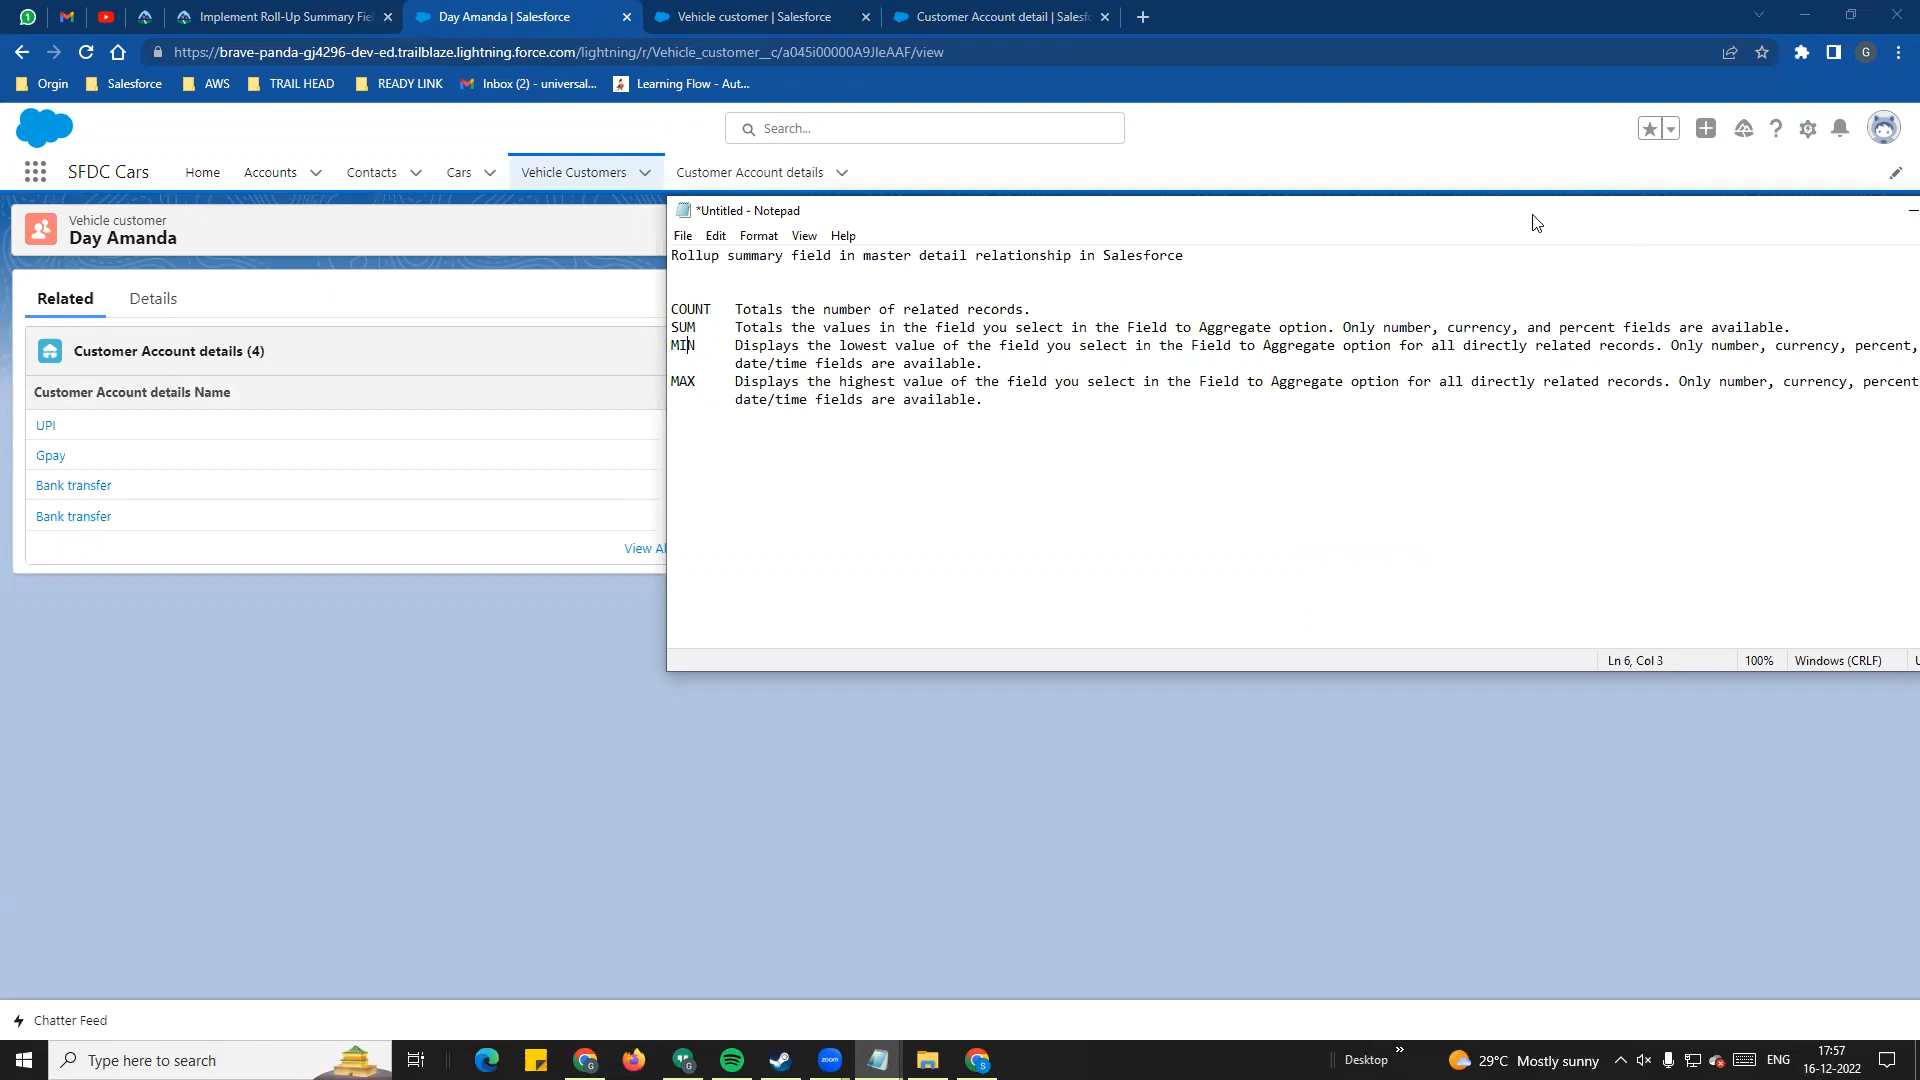 1
Implement Roll-Up Summary Fiel
Day Amanda | Salesforce
Vehicle customer | Salesforce
Customer Account detail | Salesf
https://brave-panda-gj4296-dev-ed.trailblaze.lightning.force.com/lightning/r/Vehicle_customer__c/a045i00000A9JIeAAF/view
G
Orgin
Salesforce
AWS
TRAIL HEAD
READY LINK
Inbox (2) - universal...
Learning Flow - Aut...
Search...
SFDC Cars
Home
Accounts
Contacts
Cars
Vehicle Customers
Customer Account details
Vehicle customer
Day Amanda
Related
Details
Customer Account details (4)
Customer Account details Name
UPI
Gpay
Bank transfer
Bank transfer
View Al
*Untitled - Notepad
File Edit Format View Help
Rollup summary field in master detail relationship in Salesforce
COUNT Totals the number of related records.
SUM Totals the values in the field you select in the Field to Aggregate option. Only number, currency, and percent fields are available.
MIN Displays the lowest value of the field you select in the Field to Aggregate option for all directly related records. Only number, currency, percent,
date/time fields are available.
MAX Displays the highest value of the field you select in the Field to Aggregate option for all directly related records. Only number, currency, percent
date/time fields are available.
Ln 6, Col 3
100%
Windows (CRLF)
Chatter Feed
Type here to search
zoom
Desktop
29°C Mostly sunny
ENG
17:57
16-12-2022